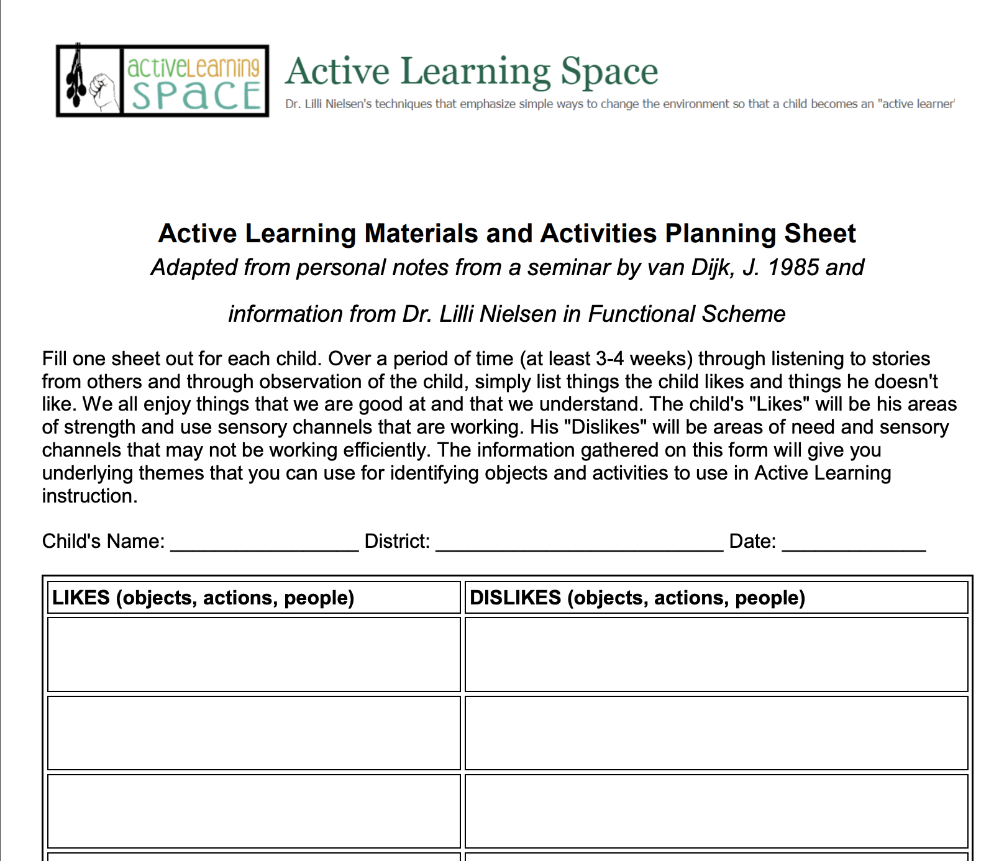 activeLearning
SPACE
Active Learning Space
Dr. Lilli Nielsen's techniques that emphasize simple ways to change the environment so that a child becomes an "active learner'
Active Learning Materials and Activities Planning Sheet
Adapted from personal notes from a seminar by van Dijk, J. 1985 and
information from Dr. Lilli Nielsen in Functional Scheme
Fill one sheet out for each child. Over a period of time (at least 3-4 weeks) through listening to stories
from others and through observation of the child, simply list things the child likes and things he doesn't
like. We all enjoy things that we are good at and that we understand. The child's "Likes" will be his areas
of strength and use sensory channels that are working. His "Dislikes" will be areas of need and sensory
channels that may not be working efficiently. The information gathered on this form will give you
underlying themes that you can use for identifying objects and activities to use in Active Learning
instruction.
Child's Name: _________________ District: __________________________ Date: _____________
LIKES (objects, actions, people)
DISLIKES (objects, actions, people)